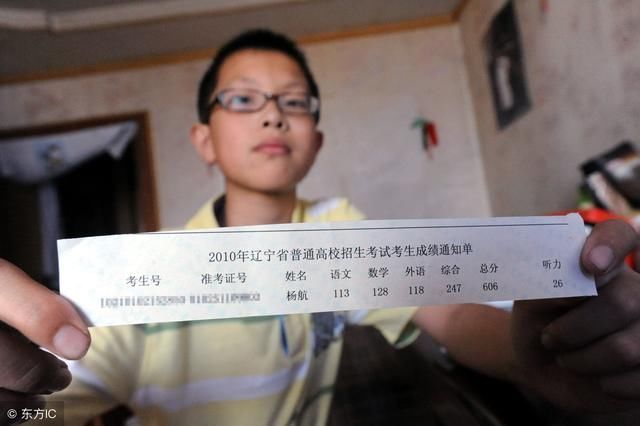 2010年辽宁省普通高校招生考试考生成绩通知单
考生号 准考证号 姓名 语文 数学 外语 综合 总分 听力
杨航 113 128 118 247 606 26
© 东方IC